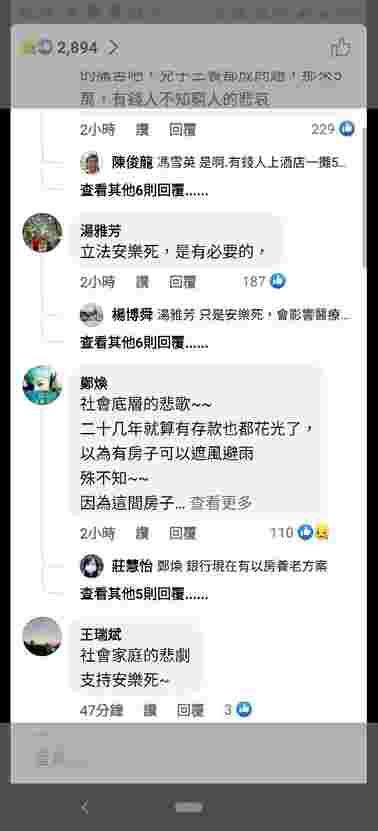 2,894
萬，有錢人不知窮人的悲哀
2小時 讚 回覆 229
陳俊龍 馮雪英 是啊.有錢人上酒店一攤5...
查看其他6則回覆......
湯雅芳
立法安樂死，是有必要的，
2小時 讚 回覆 187
楊博舜 湯雅芳 只是安樂死，會影響醫療...
查看其他6則回覆......
鄭煥
社會底層的悲歌~~
二十几年就算有存款也都花光了，
以為有房子可以遮風避雨
殊不知~~
因為這間房子... 查看更多
2小時 讚 回覆 110
莊慧怡 鄭煥 銀行現在有以房養老方案
查看其他5則回覆......
王瑞斌
社會家庭的悲劇
支持安樂死~
47分鐘 讚 回覆 3